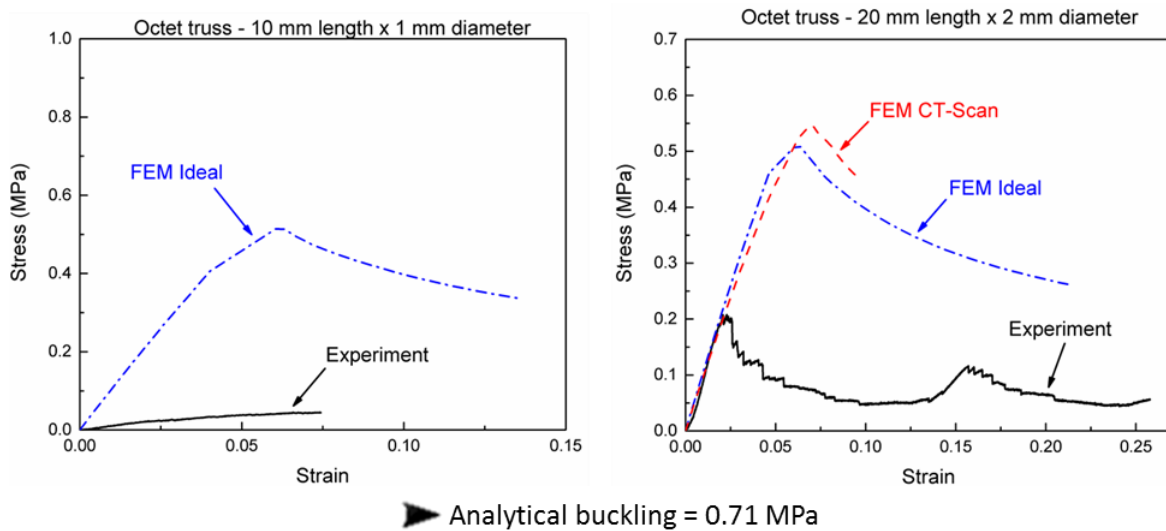 Octet truss - 10 mm length x 1 mm diameter
1.0
0.8
0.6
0.4
0.2
0.0
Stress (MPa)
FEM Ideal
Experiment
0.00
0.05
0.10
0.15
Strain
Octet truss - 20 mm length x 2 mm diameter
0.7
0.6
0.5
0.4
0.3
0.2
0.1
0.0
Stress (MPa)
FEM CT-Scan
FEM Ideal
Experiment
0.00
0.05
0.10
0.15
0.20
0.25
Strain
Analytical buckling = 0.71 MPa